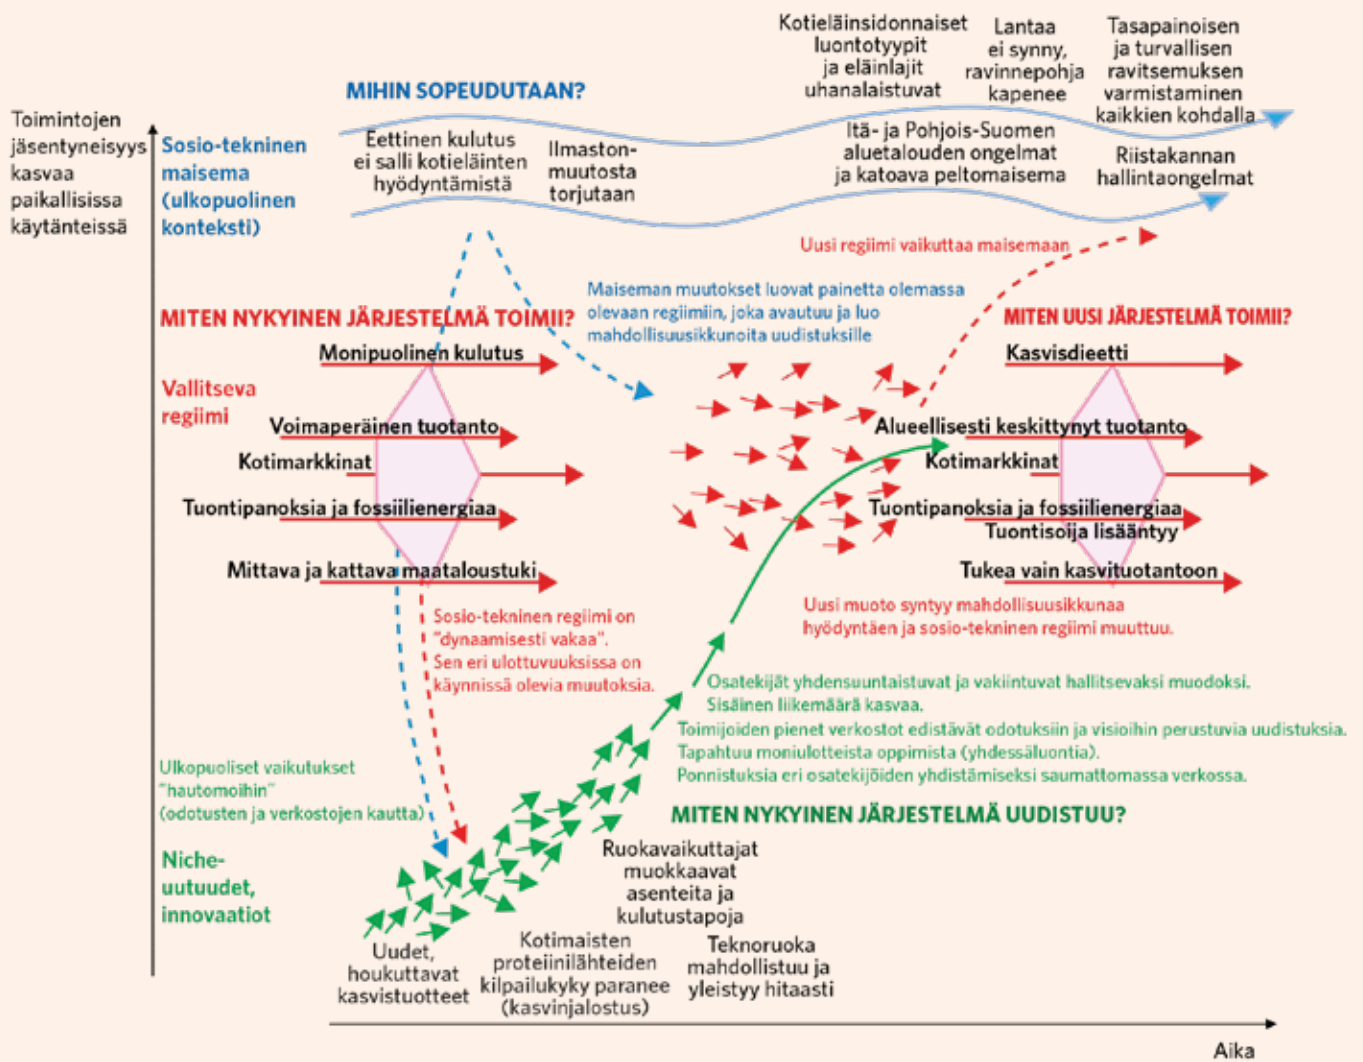 Kotieläinsidonnaiset
luontotyypit
ja eläinlajit
uhanalaistuvat
Lantaa
ei synny,
ravinnepohja
kapenee
Tasapainoisen
ja turvallisen
ravitsemuksen
varmistaminen
kaikkien kohdalla
MIHIN SOPEUDUTAAN?
Toimintojen
jäsentyneisyys
kasvaa
paikallisissa
käytänteissä
Sosio-tekninen
maisema
(ulkopuolinen
konteksti)
Eettinen kulutus
ei salli kotieläinten
hyödyntämistä
Ilmaston-
muutosta
torjutaan
Itä- ja Pohjois-Suomen
aluetalouden ongelmat
ja katoava peltomaisema
Riistakannan
hallintaongelmat
Uusi regiimi vaikuttaa maisemaan
Maiseman muutokset luovat painetta olemassa
olevaan regiimiin, joka avautuu ja luo
mahdollisuusikkunoita uudistuksille
MITEN NYKYINEN JÄRJESTELMÄ TOIMII?
MITEN UUSI JÄRJESTELMÄ TOIMII?
Vallitseva
regiimi
Monipuolinen kulutus
Voimaperäinen tuotanto
Kotimarkkinat
Tuontipanoksia ja fossiilienergiaa
Mittava ja kattava maataloustuki
Kasvisdieetti
Alueellisesti keskittynyt tuotanto
Kotimarkkinat
Tuontipanoksia ja fossiilienergiaa
Tuontisoija lisääntyy
Tukea vain kasvituotantoon
Sosio-tekninen regiimi on
"dynaamisesti vakaa".
Sen eri ulottuvuuksissa on
käynnissä olevia muutoksia.
Uusi muoto syntyy mahdollisuusikkunaa
hyödyntäen ja sosio-tekninen regiimi muuttuu.
Osatekijät yhdensuuntaistuvat ja vakiintuvat hallitsevaksi muodoksi.
Sisäinen liikemäärä kasvaa.
Toimijoiden pienet verkostot edistävät odotuksiin ja visioihin perustuvia uudistuksia.
Tapahtuu moniulotteista oppimista (yhdessäluontia).
Ponnistuksia eri osatekijöiden yhdistämiseksi saumattomassa verkossa.
Ulkopuoliset vaikutukset
"hautomoihin"
(odotusten ja verkostojen kautta)
MITEN NYKYINEN JÄRJESTELMÄ UUDISTUU?
Niche-
uutuudet,
innovaatiot
Ruokavaikuttajat
muokkaavat
asenteita ja
kulutustapoja
Uudet,
houkuttavat
kasvistuotteet
Kotimaisten
proteiinilähteiden
kilpailukyky paranee
(kasvinjalostus)
Teknoruoka
mahdollistuu ja
yleistyy hitaasti
Aika